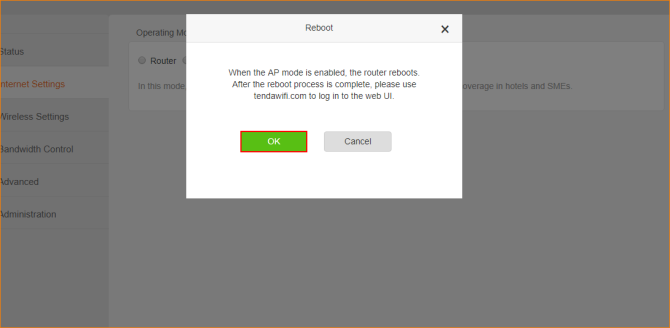 Reboot
When the AP mode is enabled, the router reboots.
After the reboot process is complete, please use
tendawifi.com to log in to the web UI.
OK Cancel
Operating Mo
Status
Router
Internet Settings
In this mode, overage in hotels and SMEs.
Wireless Settings
Bandwidth Control
Advanced
Administration